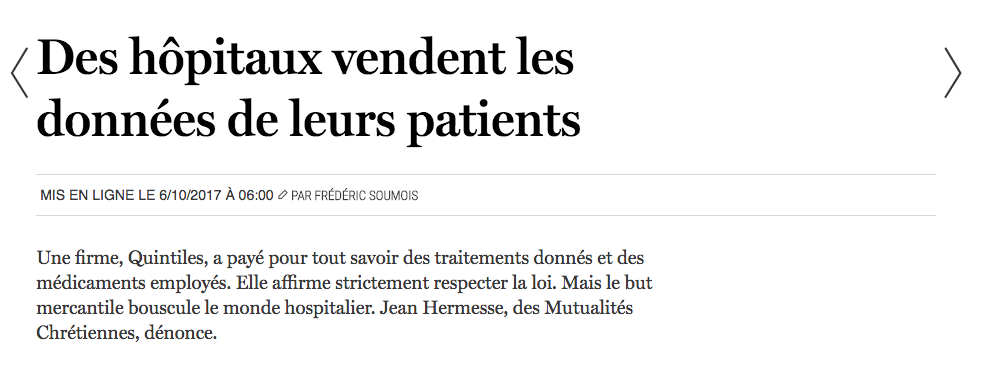 Des hôpitaux vendent les
données de leurs patients
MIS EN LIGNE LE 6/10/2017 À 06:00 PAR FRÉDÉRIC SOUMOIS
Une firme, Quintiles, a payé pour tout savoir des traitements donnés et des
médicaments employés. Elle affirme strictement respecter la loi. Mais le but
mercantile bouscule le monde hospitalier. Jean Hermesse, des Mutualités
Chrétiennes, dénonce.